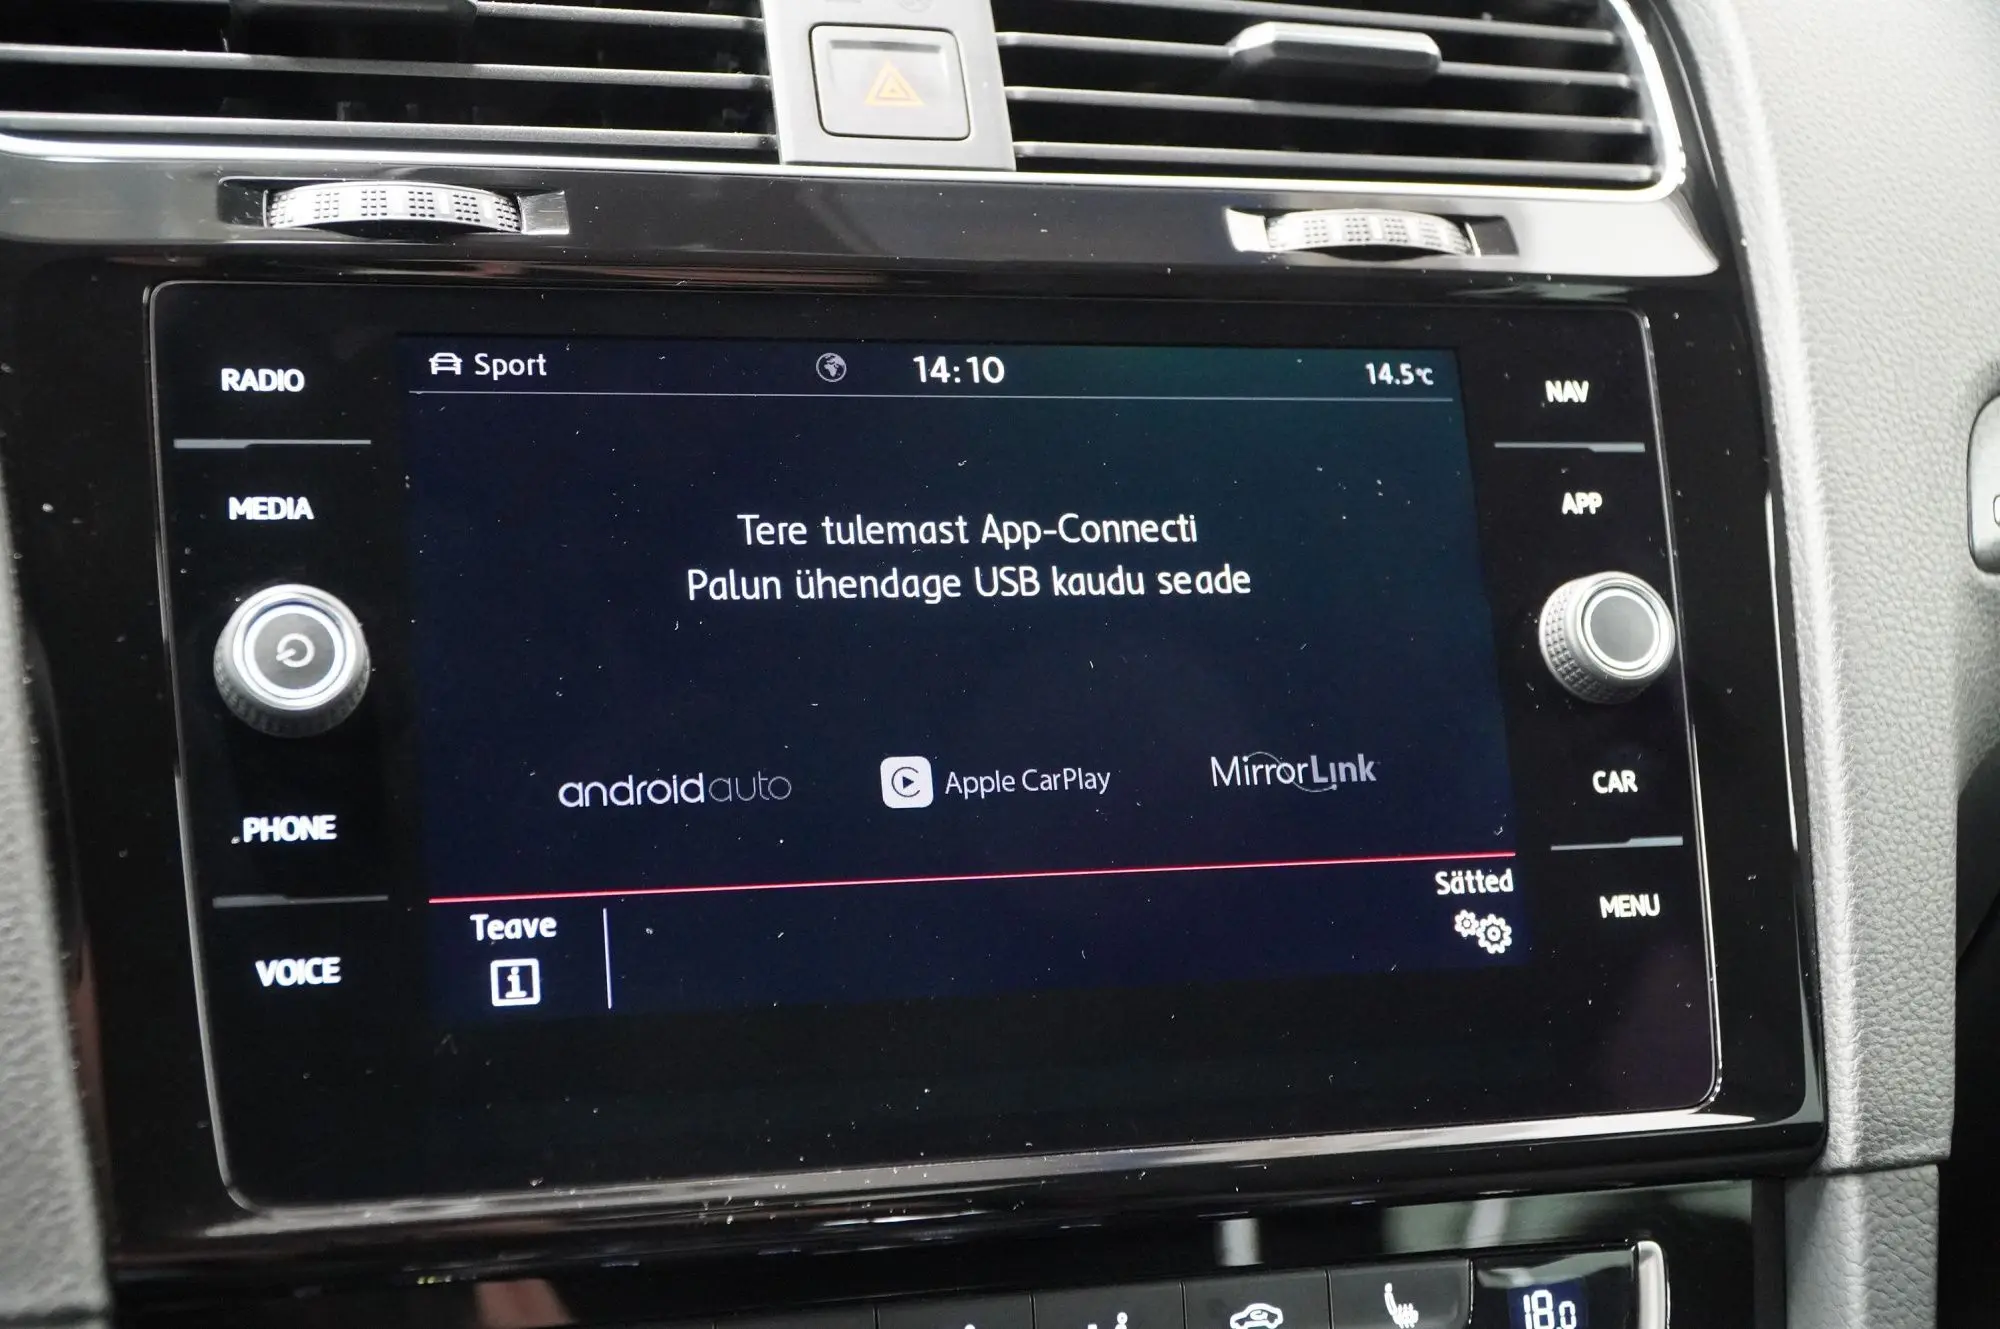 Sport 14:10 14.5°C
RADIO
NAV
MEDIA
APP
Tere tulemast App-Connecti
Palun ühendage USB kaudu seade
androidauto Apple CarPlay MirrorLink
PHONE
CAR
Teave
Sätted
VOICE
MENU
18.0